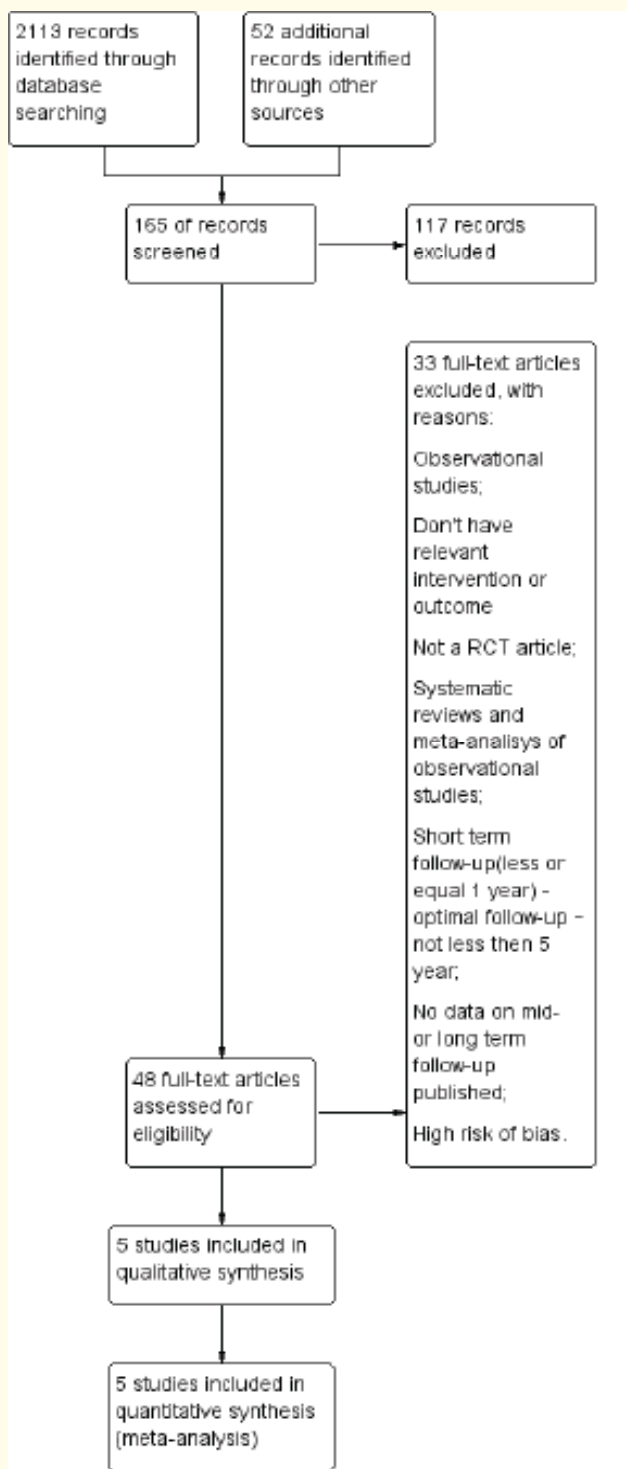 2113 records
identified through
database
searching
52 additional
records identified
through other
sources
165 of records
screened
117 records
excluded
33 full-text articles
excluded, with
reasons:
Observational
studies;
Don't have
relevant
intervention or
outcome
Not a RCT article;
Systematic
reviews and
meta-analisys of
observational
studies;
Short term
follow-up(less or
equal 1 year) -
optimal follow-up -
not less then 5
year;
No data on mid-
or long term
follow-up
published;
High risk of bias.
48 full-text articles
assessed for
eligibility
5 studies included in
qualitative synthesis
5 studies included in
quantitative synthesis
(meta-analysis)